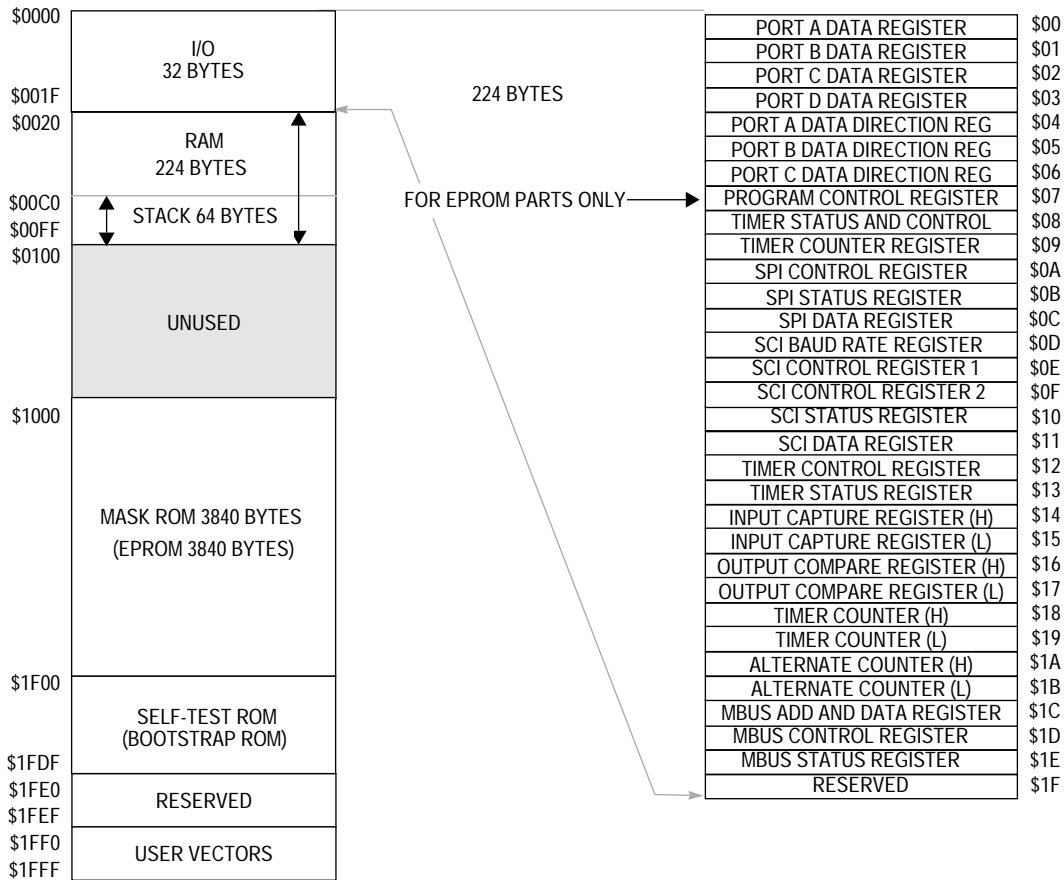 $0000
I/O
32 BYTES
$001F
$0020
RAM
224 BYTES
$00C0
STACK 64 BYTES
$00FF
$0100
UNUSED
$1000
MASK ROM 3840 BYTES
(EPROM 3840 BYTES)
$1F00
SELF-TEST ROM
(BOOTSTRAP ROM)
$1FDF
$1FE0
RESERVED
$1FEF
$1FF0
USER VECTORS
$1FFF
224 BYTES
FOR EPROM PARTS ONLY
PORT A DATA REGISTER $00
PORT B DATA REGISTER $01
PORT C DATA REGISTER $02
PORT D DATA REGISTER $03
PORT A DATA DIRECTION REG $04
PORT B DATA DIRECTION REG $05
PORT C DATA DIRECTION REG $06
PROGRAM CONTROL REGISTER $07
TIMER STATUS AND CONTROL $08
TIMER COUNTER REGISTER $09
SPI CONTROL REGISTER $0A
SPI STATUS REGISTER $0B
SPI DATA REGISTER $0C
SCI BAUD RATE REGISTER $0D
SCI CONTROL REGISTER 1 $0E
SCI CONTROL REGISTER 2 $0F
SCI STATUS REGISTER $10
SCI DATA REGISTER $11
TIMER CONTROL REGISTER $12
TIMER STATUS REGISTER $13
INPUT CAPTURE REGISTER (H) $14
INPUT CAPTURE REGISTER (L) $15
OUTPUT COMPARE REGISTER (H) $16
OUTPUT COMPARE REGISTER (L) $17
TIMER COUNTER (H) $18
TIMER COUNTER (L) $19
ALTERNATE COUNTER (H) $1A
ALTERNATE COUNTER (L) $1B
MBUS ADD AND DATA REGISTER $1C
MBUS CONTROL REGISTER $1D
MBUS STATUS REGISTER $1E
RESERVED $1F